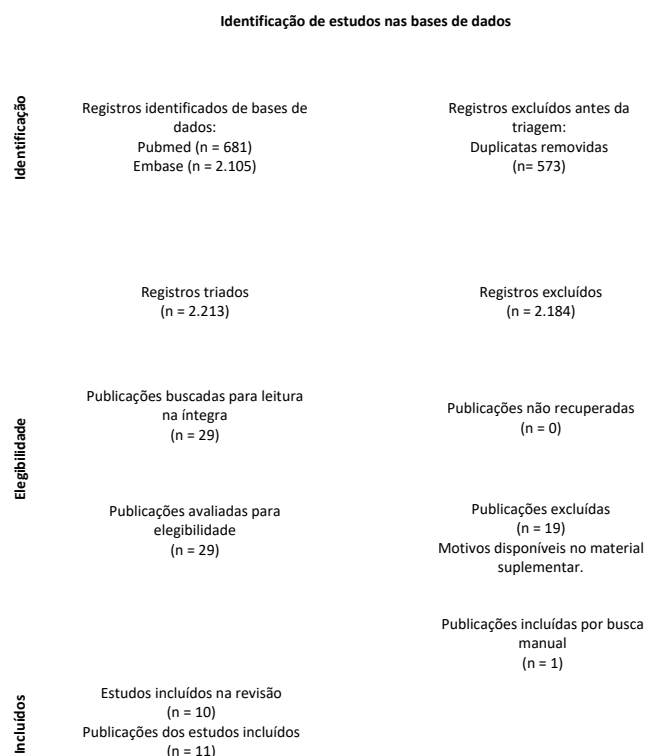 Identificação de estudos nas bases de dados
Identificação
Registros identificados de bases de
dados:
Pubmed (n = 681)
Embase (n = 2.105)
Registros excluídos antes da
triagem:
Duplicatas removidas
(n= 573)
Registros triados
(n = 2.213)
Registros excluídos
(n = 2.184)
Elegibilidade
Publicações buscadas para leitura
na íntegra
(n = 29)
Publicações não recuperadas
(n = 0)
Publicações avaliadas para
elegibilidade
(n = 29)
Publicações excluídas
(n = 19)
Motivos disponíveis no material
suplementar.
Publicações incluídas por busca
manual
(n = 1)
Incluídos
Estudos incluídos na revisão
(n = 10)
Publicações dos estudos incluídos
(n = 11)